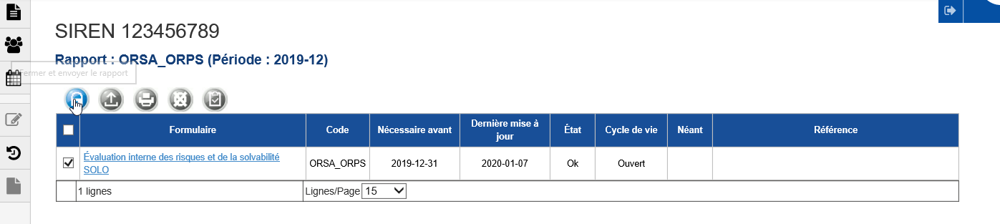 SIREN 123456789
Rapport : ORSA_ORPS (Période : 2019-12)
Fermer et envoyer le rapport
Formulaire Code Nécessaire avant Dernière mise à jour État Cycle de vie Néant Référence
Évaluation interne des risques et de la solvabilité SOLO ORSA_ORPS 2019-12-31 2020-01-07 Ok Ouvert
1 lignes Lignes/Page 15